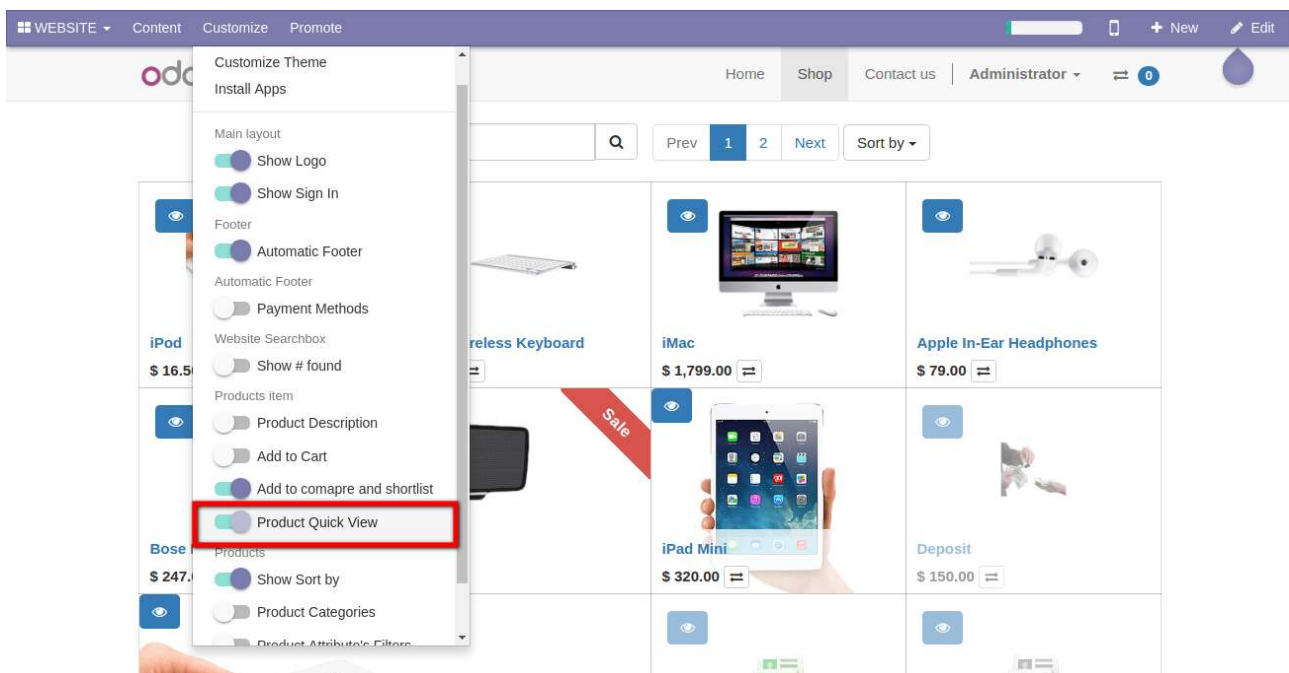 WEBSITE Content Customize Promote + New Edit
Customize Theme
Install Apps
Home Shop Contact us Administrator 0
Prev 1 2 Next Sort by
Main layout
Show Logo
Show Sign In
Footer
Automatic Footer
Automatic Footer
Payment Methods
Website Searchbox
Show # found
Products item
Product Description
Add to Cart
Add to comapre and shortlist
Product Quick View
Products
Show Sort by
Product Categories
Product Attribute's Filters
iPod
Keyboard
iMac
Apple In-Ear Headphones
$ 1,799.00
$ 79.00
Sale
Bose
iPad Mini
Deposit
$ 320.00
$ 150.00